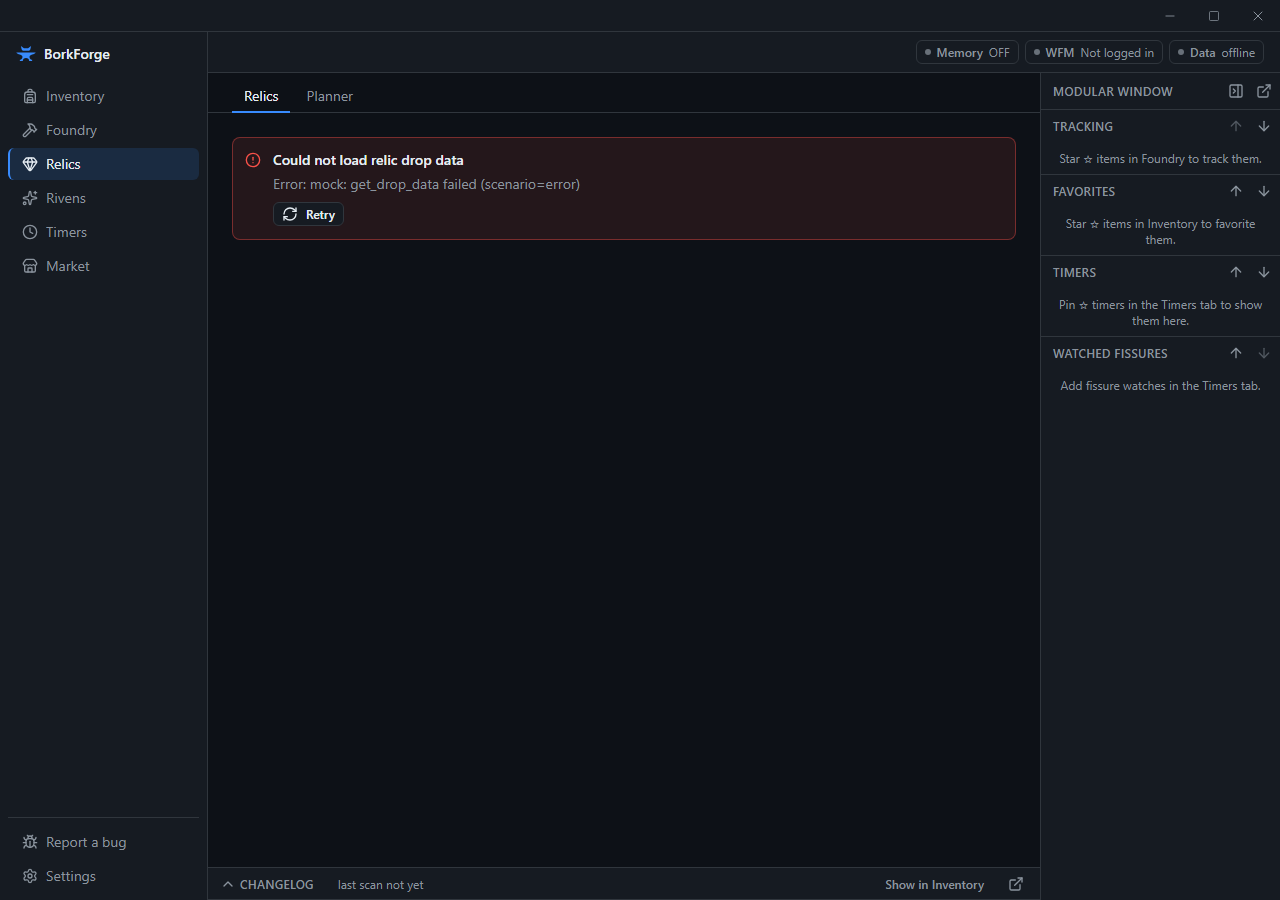 BorkForge
Memory OFF
WFM Not logged in
Data offline
Inventory
Foundry
Relics
Rivens
Timers
Market
Report a bug
Settings
Relics
Planner
Could not load relic drop data
Error: mock: get_drop_data failed (scenario=error)
Retry
MODULAR WINDOW
TRACKING
Star ☆ items in Foundry to track them.
FAVORITES
Star ☆ items in Inventory to favorite
them.
TIMERS
Pin ☆ timers in the Timers tab to show
them here.
WATCHED FISSURES
Add fissure watches in the Timers tab.
CHANGELOG
last scan not yet
Show in Inventory